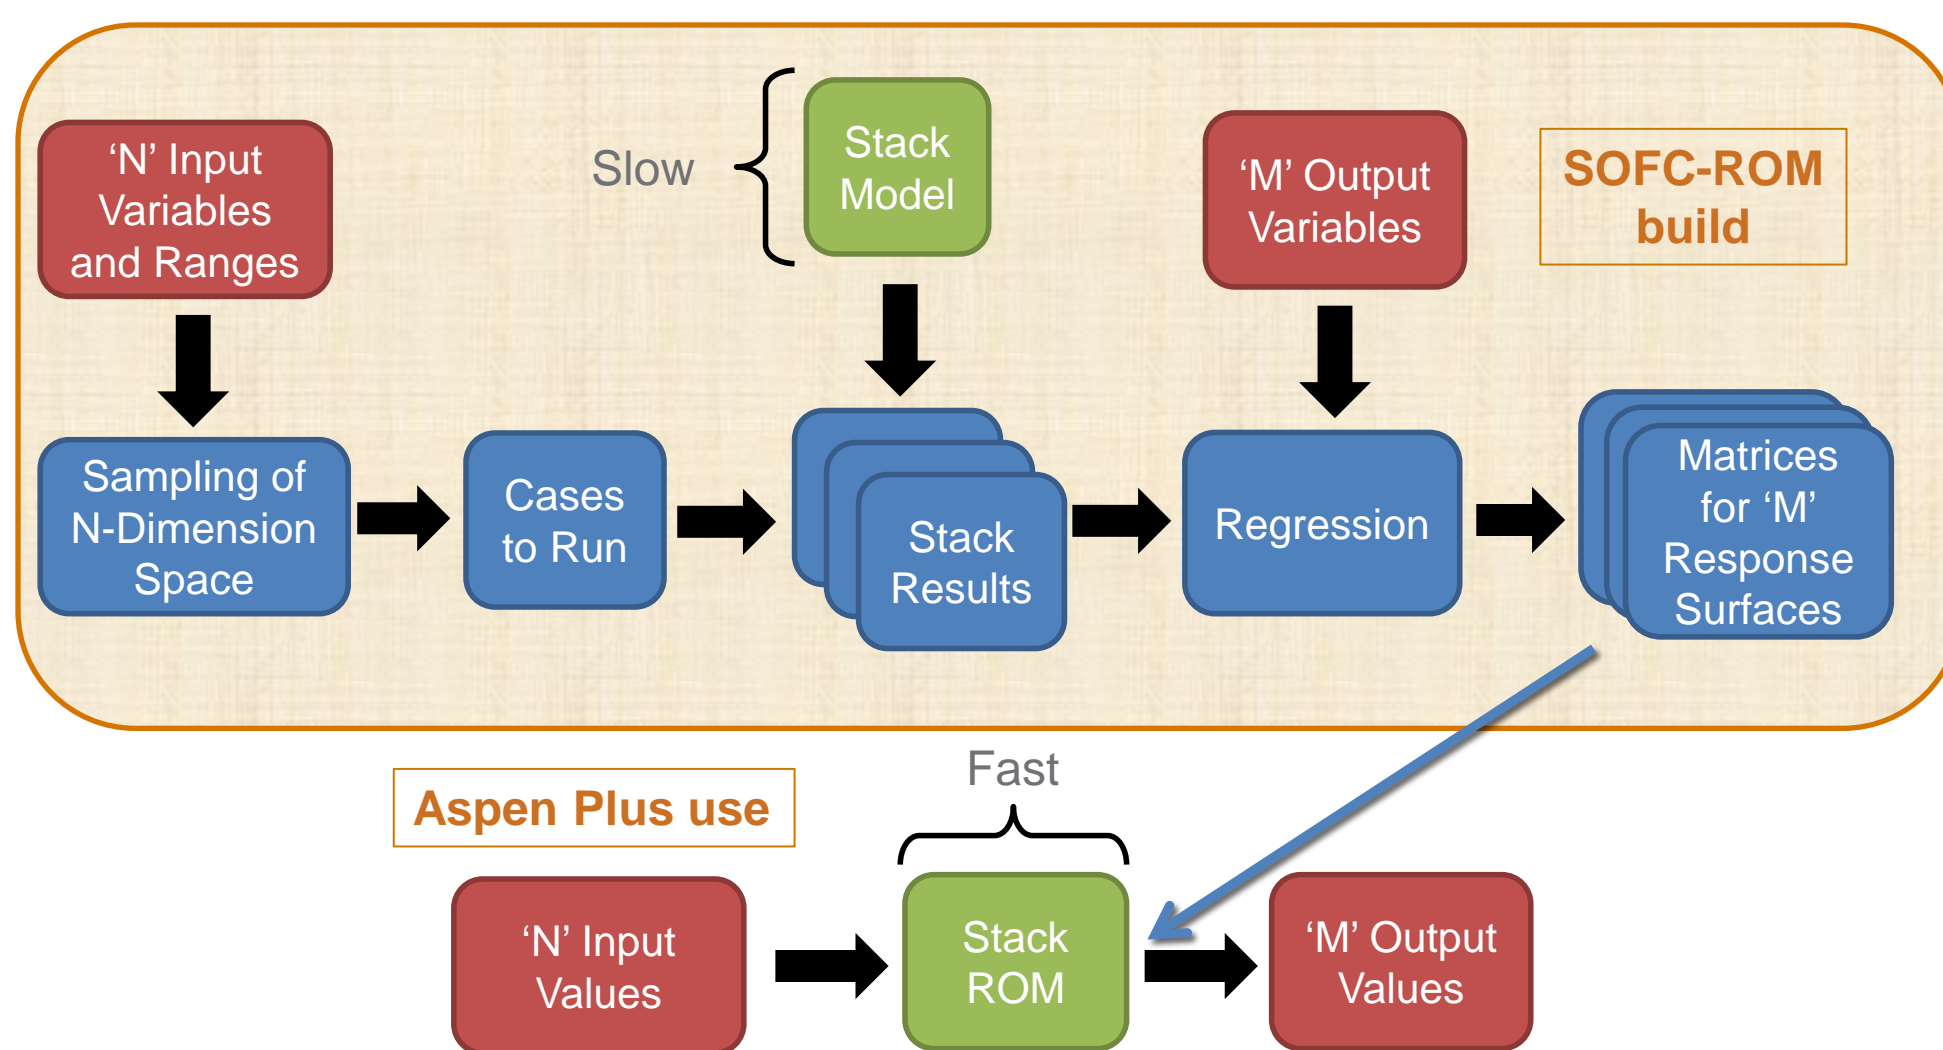 ‘N’ Input
Variables
and Ranges
Slow
Stack
Model
‘M’ Output
Variables
SOFC-ROM
build
Sampling of
N-Dimension
Space
Cases
to Run
Stack
Results
Regression
Matrices
for ‘M’
Response
Surfaces
Aspen Plus use
Fast
‘N’ Input
Values
Stack
ROM
‘M’ Output
Values